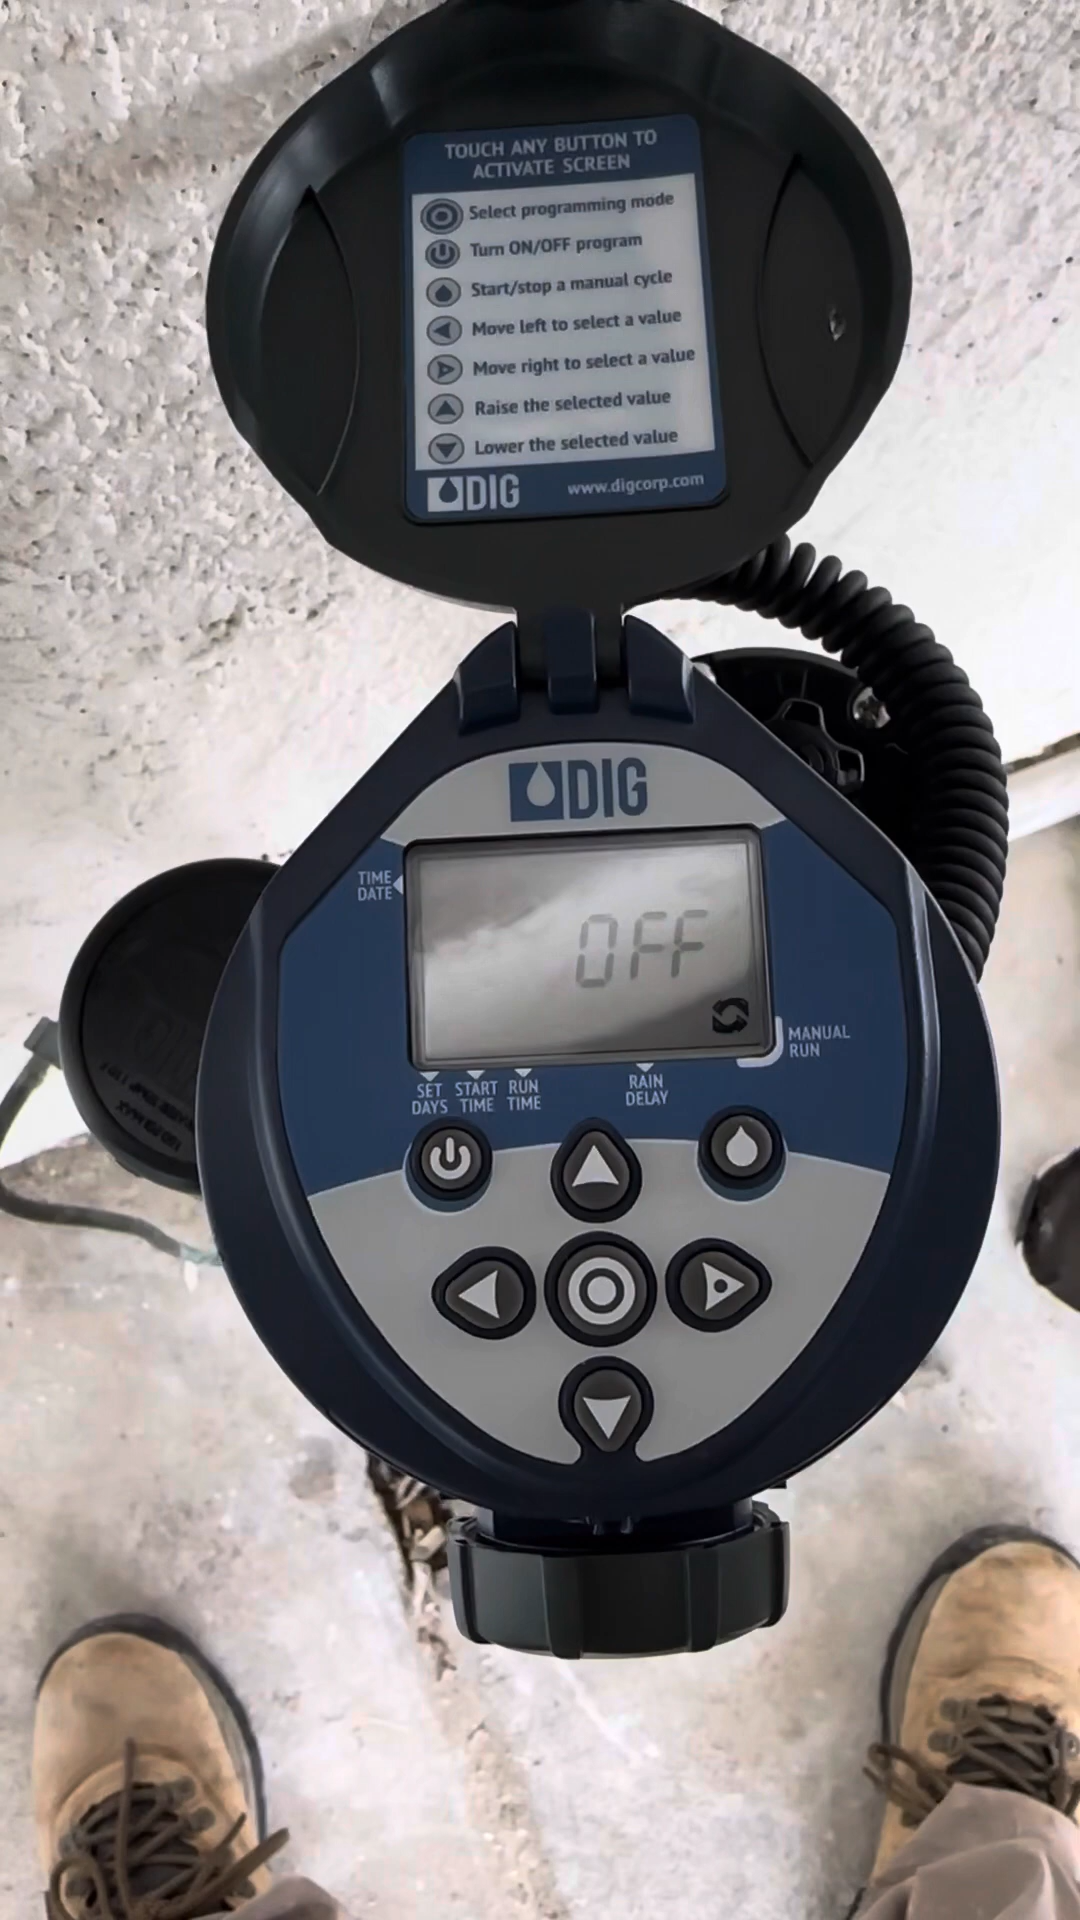 TOUCH ANY BUTTON TO
ACTIVATE SCREEN
Select programming mode
Turn ON/OFF program
Start/stop a manual cycle
Move left to select a value
Move right to select a value
Raise the selected value
Lower the selected value
DIG www.digcorp.com
DIG
TIME
DATE
OFF
MANUAL
RUN
SET
DAYS
START
TIME
RUN
TIME
RAIN
DELAY